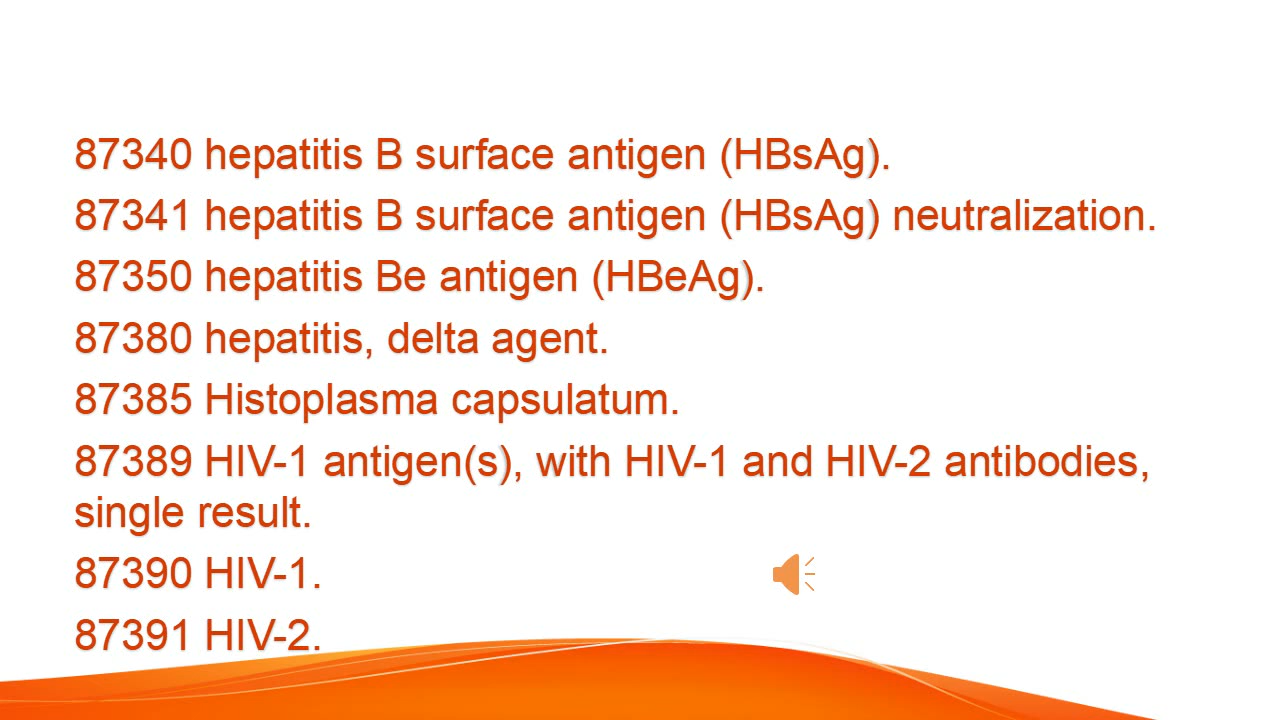 87340 hepatitis B surface antigen (HBsAg).
87341 hepatitis B surface antigen (HBsAg) neutralization.
87350 hepatitis Be antigen (HBeAg).
87380 hepatitis, delta agent.
87385 Histoplasma capsulatum.
87389 HIV-1 antigen(s), with HIV-1 and HIV-2 antibodies,
single result.
87390 HIV-1.
87391 HIV-2.